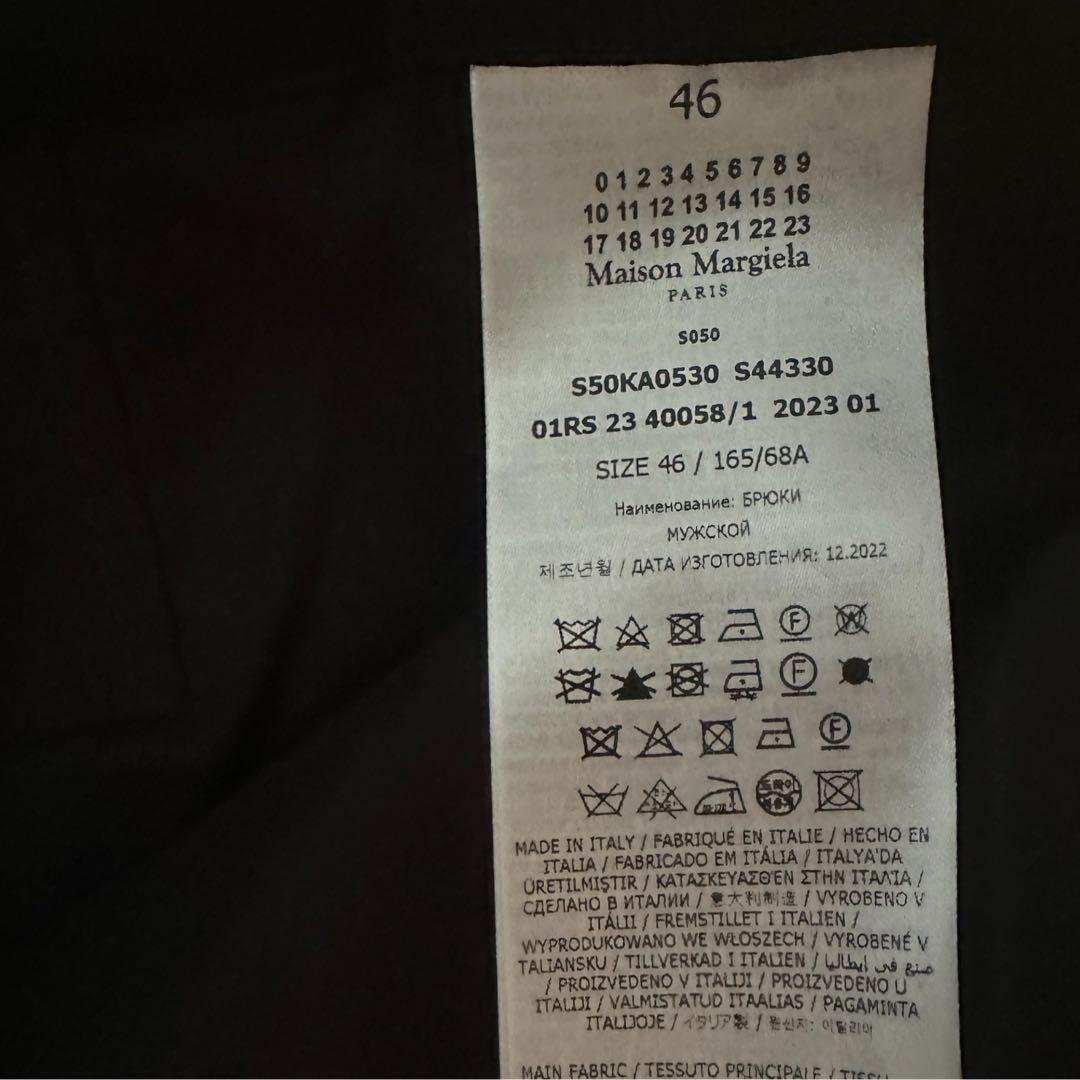 46
0 1 2 3 4 5 6 7 8 9
10 11 12 13 14 15 16
17 18 19 20 21 22 23
Maison Margiela
PARIS
S050
S50KA0530 S44330
01RS 23 40058/1 2023 01
SIZE 46 / 165/68A
Наименование: БРЮКИ
МУЖСКОЙ
제조년월 / ДАТА ИЗГОТОВЛЕНИЯ: 12.2022
F W
F
F
MADE IN ITALY / FABRIQUÉ EN ITALIE / HECHO EN
ITALIA / FABRICADO EM ITÁLIA / ITALYA'DA
ÜRETILMIŞTIR / ΚΑΤΑΣΚΕΥΑΣΘΕΝ ΣΤΗΝ ΙΤΑΛΙΑ /
СДЕЛАНО В ИТАЛИИ / 意大利制造 / VYROBENO V
ITÁLII / FREMSTILLET I ITALIEN /
WYPRODUKOWANO WE WŁOSZECH / VYROBENÉ V
TALIANSKU / TILLVERKAD I ITALIEN / صنع في ايطاليا
/ PROIZVEDENO V ITALIJI / PROIZVEDENO U
ITALIJI / VALMISTATUD ITAALIAS / PAGAMINTA
ITALIJOJE / イタリア製 / 원산지: 이탈리아
MAIN FABRIC / TESSUTO PRINCIPALE / TISSU